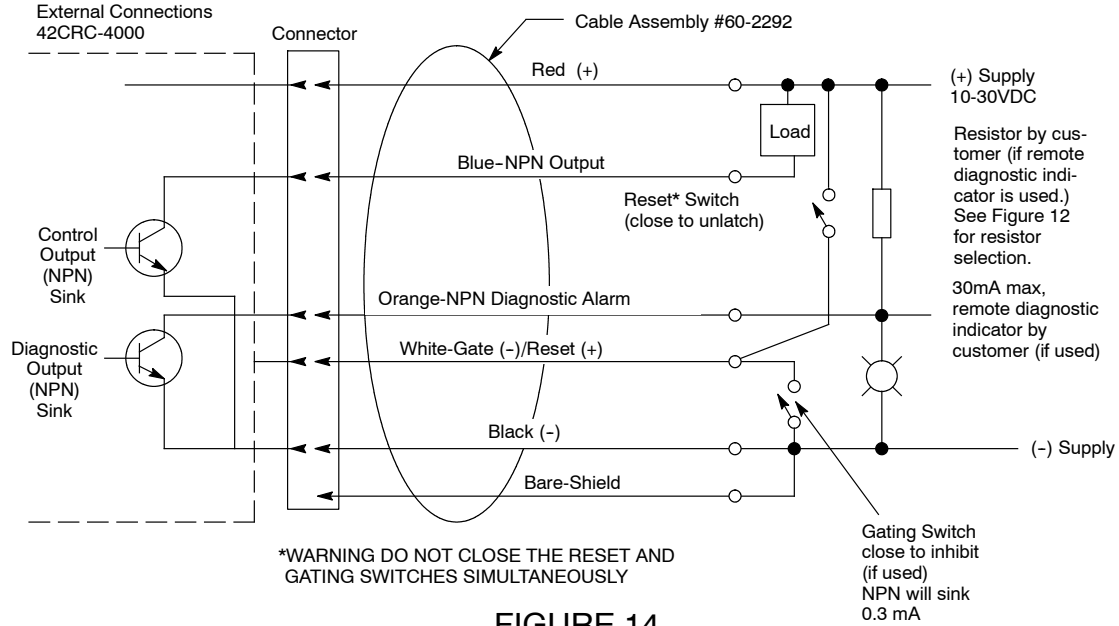 External Connections
42CRC-4000
Connector
Cable Assembly #60-2292
Red (+)
(+) Supply
10-30VDC
Load
Resistor by cus-
tomer (if remote
diagnostic indi-
cator is used.)
See Figure 12
for resistor
selection.
Blue-NPN Output
Reset* Switch
(close to unlatch)
Control
Output
(NPN)
Sink
Orange-NPN Diagnostic Alarm
30mA max,
remote diagnostic
indicator by
customer (if used)
White-Gate (-)/Reset (+)
Diagnostic
Output
(NPN)
Sink
Black (-)
(-) Supply
Bare-Shield
Gating Switch
close to inhibit
(if used)
NPN will sink
0.3 mA
*WARNING DO NOT CLOSE THE RESET AND
GATING SWITCHES SIMULTANEOUSLY
FIGURE 14